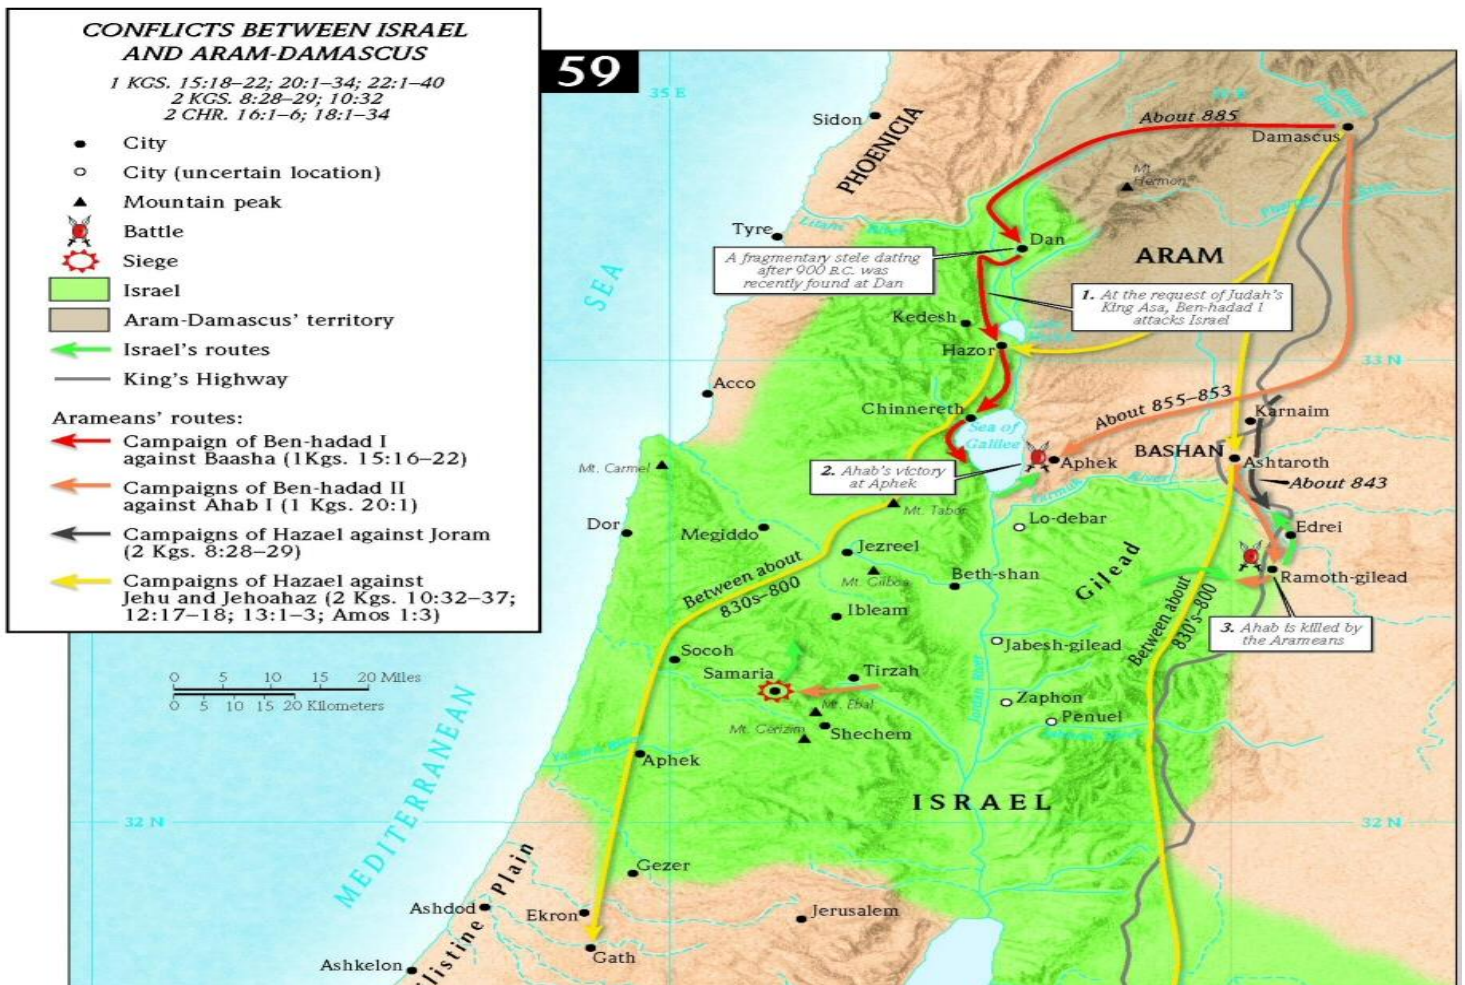 CONFLICTS BETWEEN ISRAEL
AND ARAM-DAMASCUS
1 KGS. 15:18–22; 20:1–34; 22:1–40
2 KGS. 8:28–29; 10:32
2 CHR. 16:1–6; 18:1–34
City
City (uncertain location)
Mountain peak
Battle
Siege
Israel
Aram-Damascus' territory
Israel's routes
King's Highway
Arameans' routes:
Campaign of Ben-hadad I
against Baasha (1Kgs. 15:16–22)
Campaigns of Ben-hadad II
against Ahab I (1 Kgs. 20:1)
Campaigns of Hazael against Joram
(2 Kgs. 8:28–29)
Campaigns of Hazael against
Jehu and Jehoahaz (2 Kgs. 10:32–37;
12:17–18; 13:1–3; Amos 1:3)
59
35 E
Sidon
PHOENICIA
About 885
Damascus
Mt.
Hermon
Tyre
Litani River
Dan
ARAM
A fragmentary stele dating
after 900 B.C. was
recently found at Dan
1. At the request of Judah's
King Asa, Ben-hadad I
attacks Israel
SEA
Kedesh
Hazor
33 N
Acco
Chinnereth
About 855–853
Karnaim
Sea of
Galilee
Mt. Carmel
2. Ahab's victory
at Aphek
Aphek
BASHAN
Ashtaroth
Yarmuk River
About 843
Mt. Tabor
Dor
Megiddo
Lo-debar
Edrei
Jezreel
Mt. Gilboa
Beth-shan
Gilead
Ramoth-gilead
Between about
830s–800
Ibleam
Between about
830's–800
3. Ahab is killed by
the Arameans
Socoh
Jabesh-gilead
Samaria
Tirzah
0 5 10 15 20 Miles
0 5 10 15 20 Kilometers
Mt. Ebal
Zaphon
Jordan River
Mt. Gerizim
Shechem
Penuel
Aphek
ISRAEL
MEDITERRANEAN
32 N
32 N
Gezer
Plain
Ashdod
Ekron
Jerusalem
Gath
Ashkelon